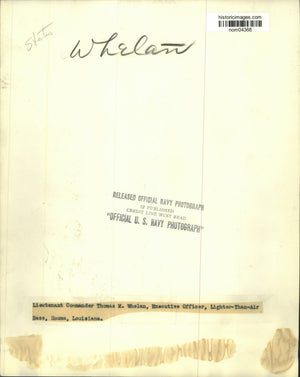 historicimages.com
nom04366
Whelan
RELEASED OFFICIAL NAVY PHOTOGRAPH
IF PUBLISHED
CREDIT LINE MUST READ
"OFFICIAL U. S. NAVY PHOTOGRAPH"
Lieutenant Commander Thomas M. Whelan, Executive Officer, Lighter-Than-Air
Base, Houma, Louisiana.